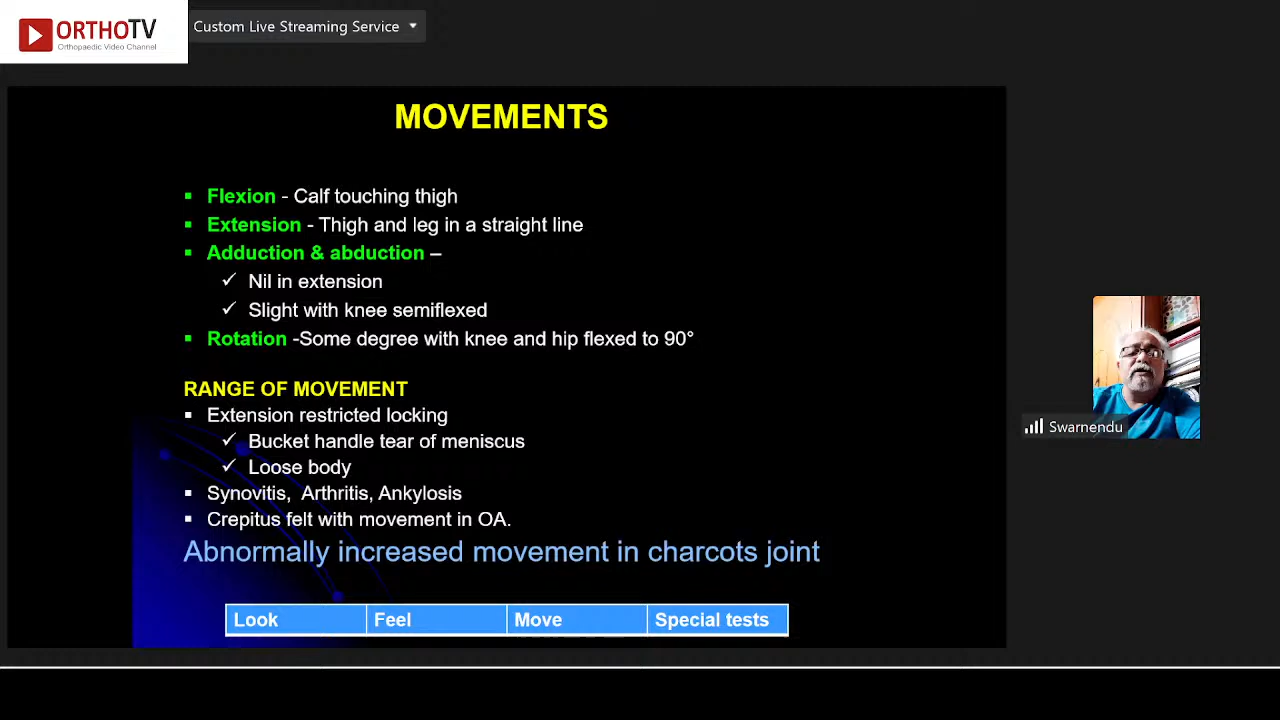 ORTHOTV
Orthopaedic Video Channel
Custom Live Streaming Service
MOVEMENTS
Flexion - Calf touching thigh
Extension - Thigh and leg in a straight line
Adduction & abduction –
Nil in extension
Slight with knee semiflexed
Rotation -Some degree with knee and hip flexed to 90°
RANGE OF MOVEMENT
Extension restricted locking
Bucket handle tear of meniscus
Loose body
Synovitis, Arthritis, Ankylosis
Crepitus felt with movement in OA.
Abnormally increased movement in charcots joint
Look Feel Move Special tests
Swarnendu